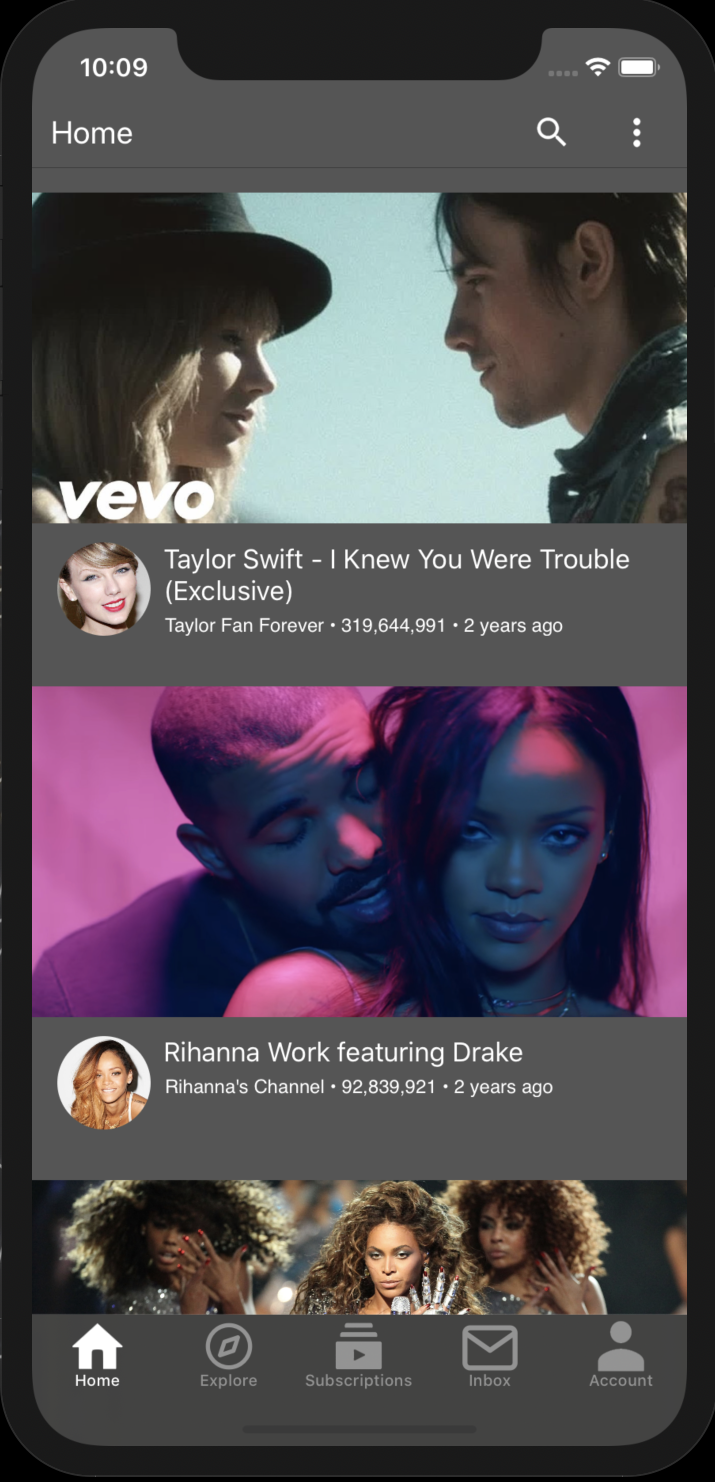 10:09
Home
vevo
Taylor Swift - I Knew You Were Trouble
(Exclusive)
Taylor Fan Forever • 319,644,991 • 2 years ago
Rihanna Work featuring Drake
Rihanna's Channel • 92,839,921 • 2 years ago
Home Explore Subscriptions Inbox Account